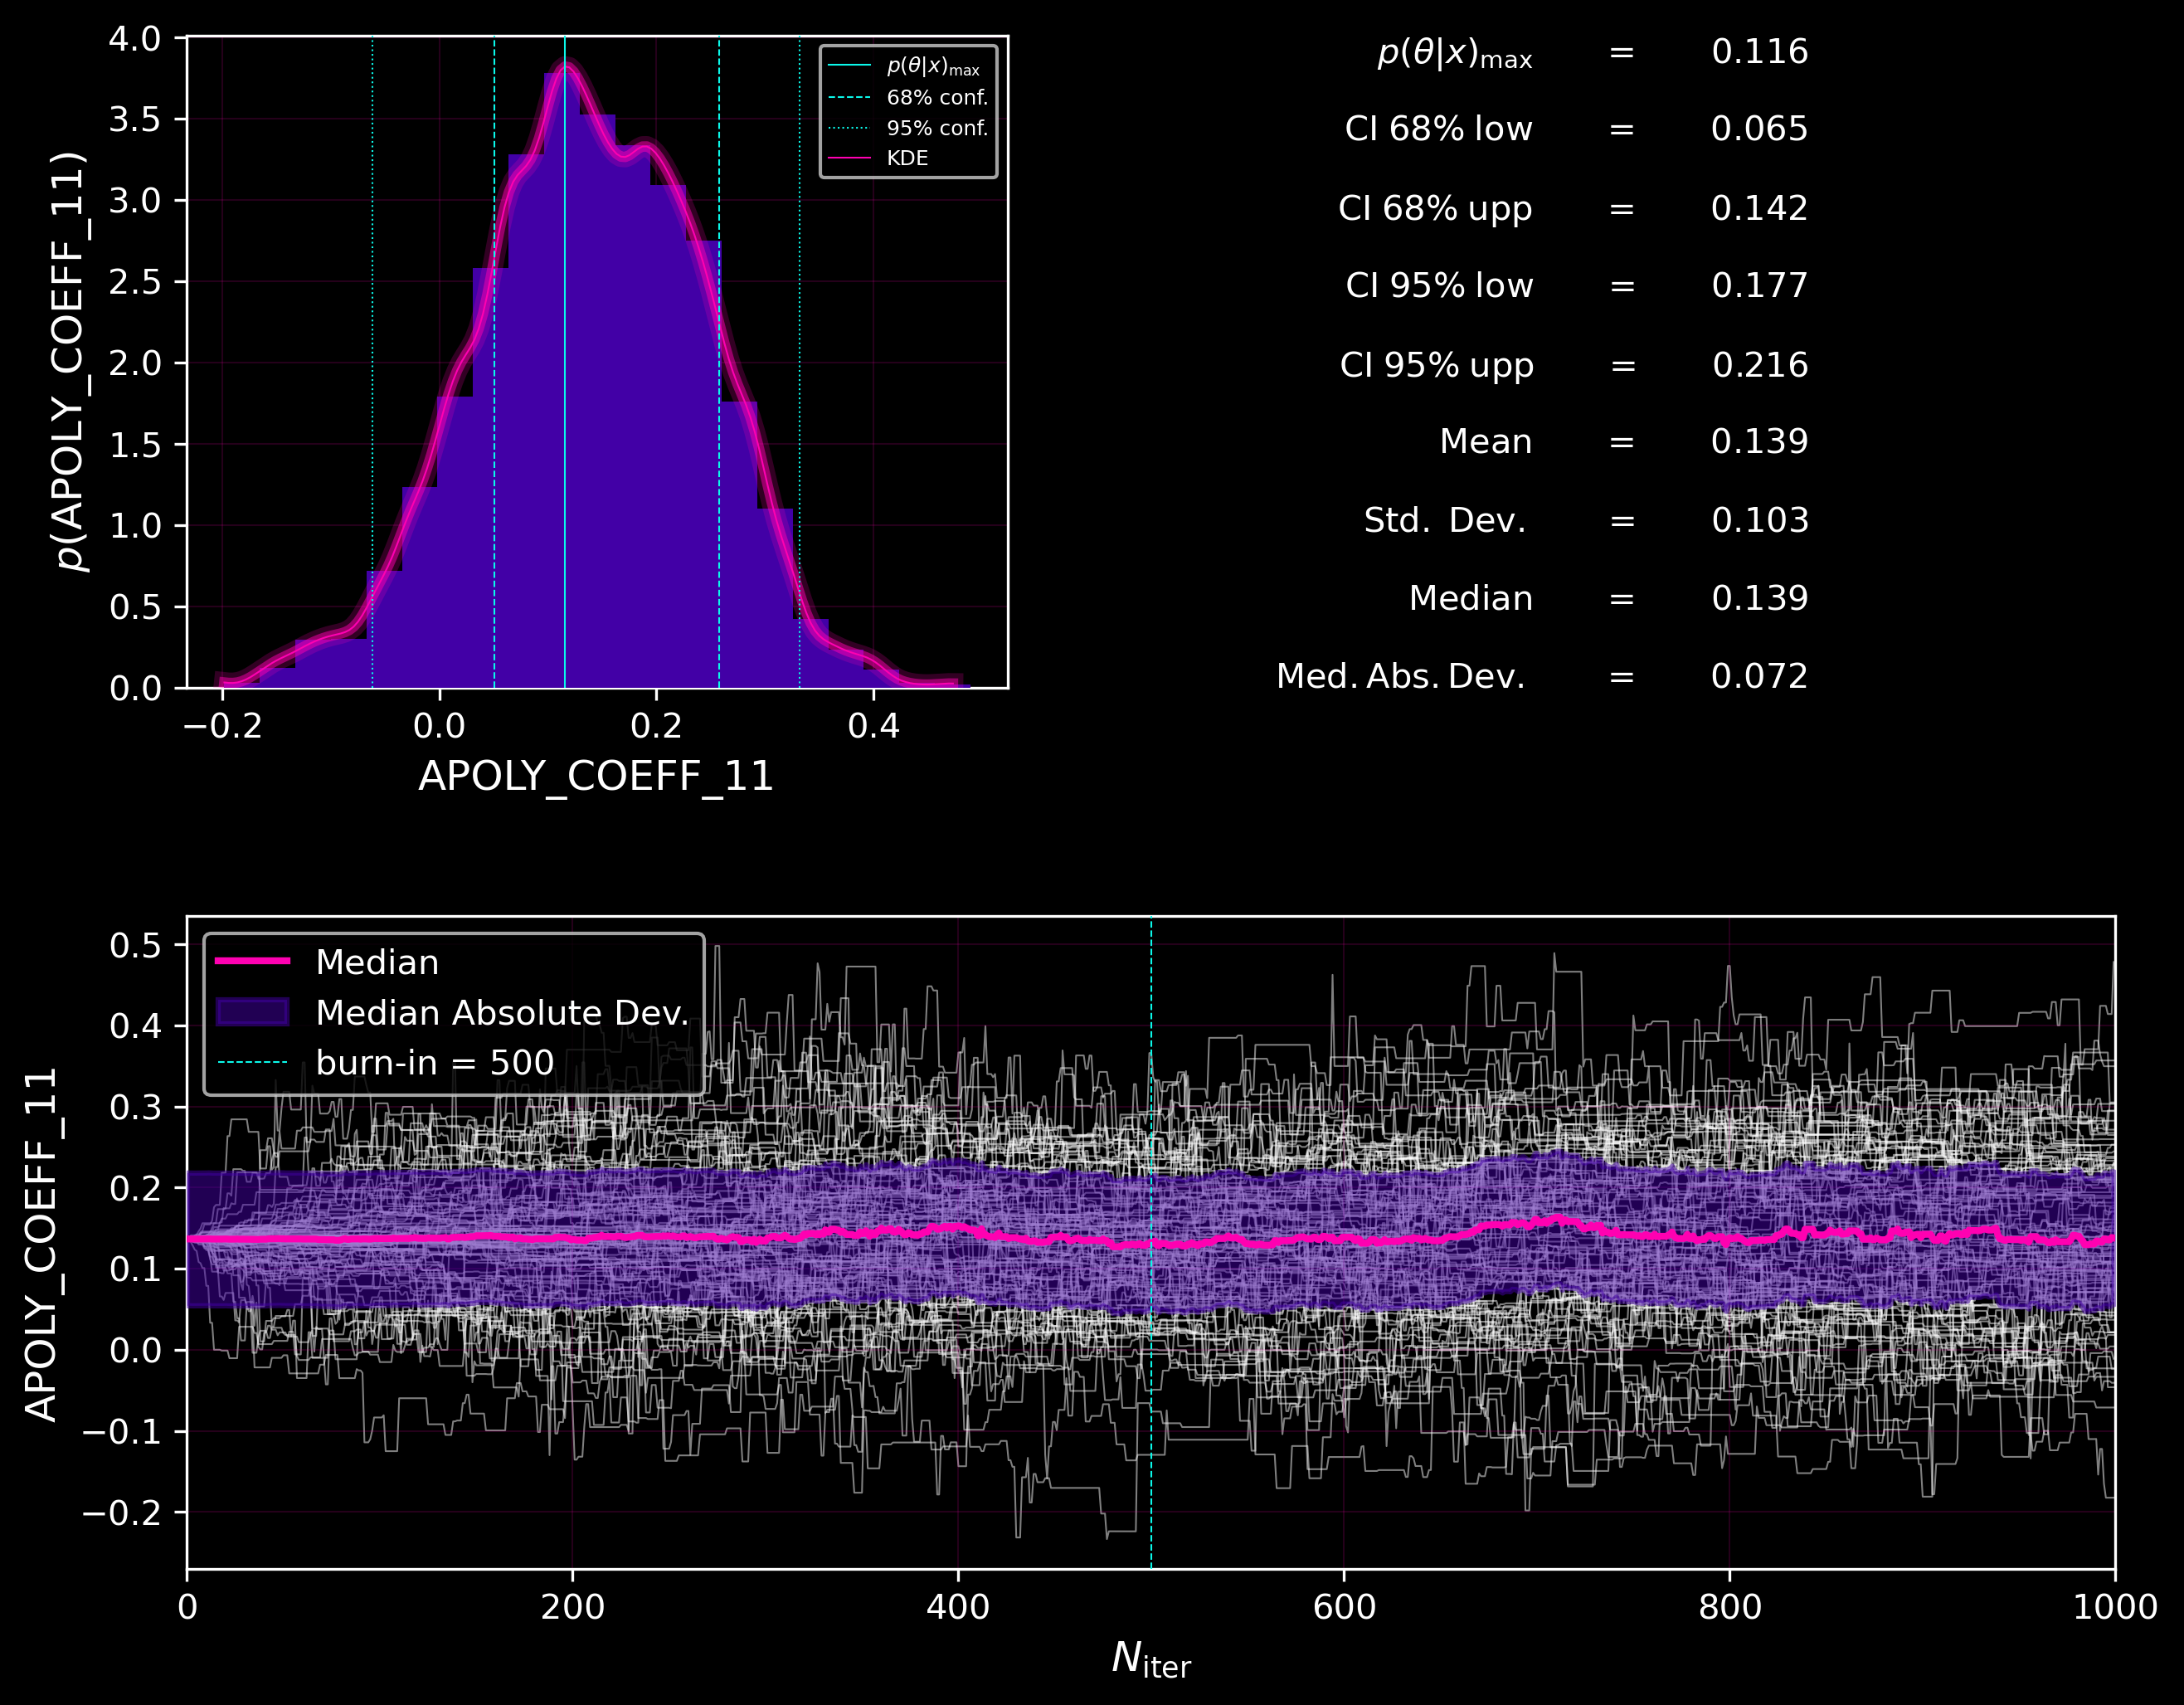 4.0
3.5
3.0
2.5
2.0
1.5
1.0
0.5
0.0
−0.2 0.0 0.2 0.4
p(APOLY_COEFF_11)
APOLY_COEFF_11
p(θ|x)max
68% conf.
95% conf.
KDE
p(θ|x)max = 0.116
CI 68% low = 0.065
CI 68% upp = 0.142
CI 95% low = 0.177
CI 95% upp = 0.216
Mean = 0.139
Std. Dev. = 0.103
Median = 0.139
Med. Abs. Dev. = 0.072
0.5
0.4
0.3
0.2
0.1
0.0
−0.1
−0.2
APOLY_COEFF_11
Median
Median Absolute Dev.
burn-in = 500
0 200 400 600 800 1000
Niter